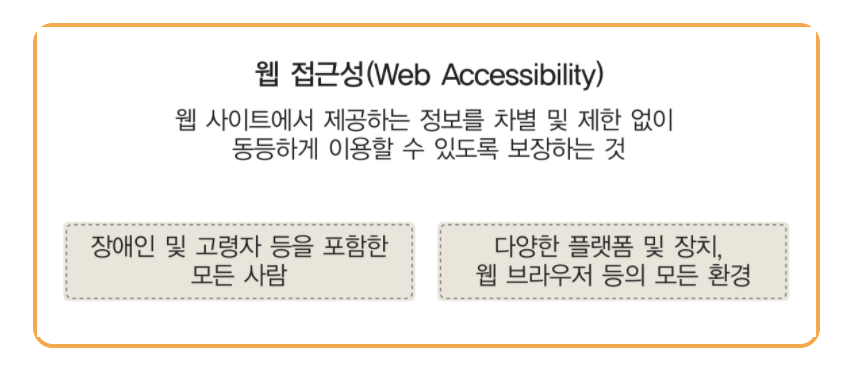 웹 접근성(Web Accessibility)
웹 사이트에서 제공하는 정보를 차별 및 제한 없이
동등하게 이용할 수 있도록 보장하는 것
장애인 및 고령자 등을 포함한
모든 사람
다양한 플랫폼 및 장치,
웹 브라우저 등의 모든 환경